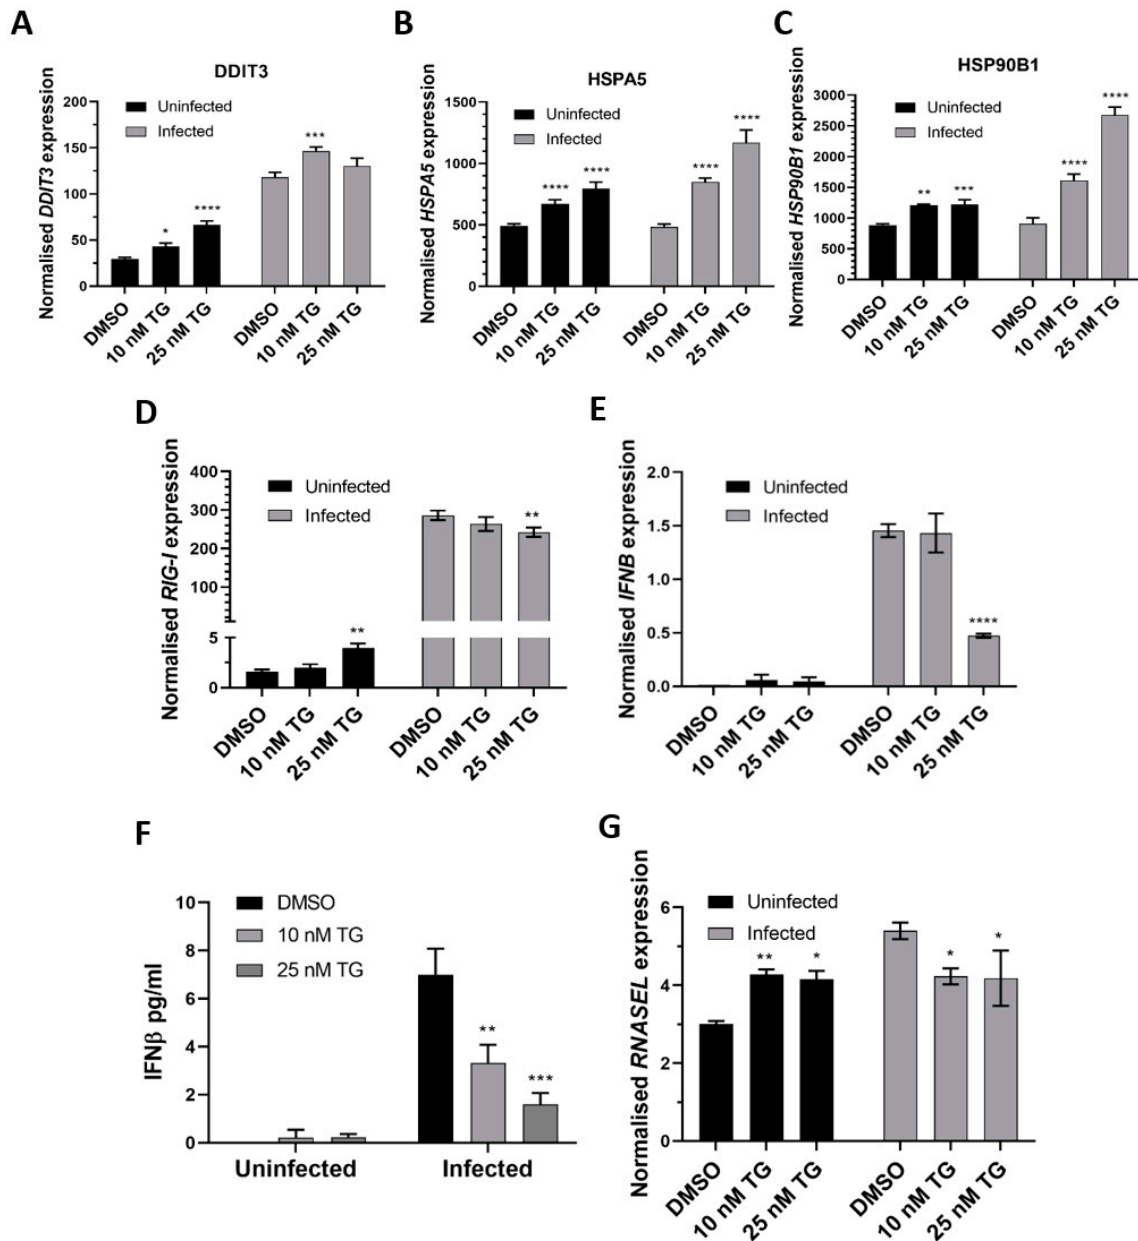 A
DDIT3
Normalised DDIT3 expression
200
150
100
50
0
Uninfected
Infected
*
****
***
DMSO
10 nM TG
25 nM TG
DMSO
10 nM TG
25 nM TG
B
HSPA5
Normalised HSPA5 expression
1500
1000
500
0
Uninfected
Infected
****
****
****
****
DMSO
10 nM TG
25 nM TG
DMSO
10 nM TG
25 nM TG
C
HSP90B1
Normalised HSP90B1 expression
3000
2500
2000
1500
1000
500
0
Uninfected
Infected
**
***
****
****
DMSO
10 nM TG
25 nM TG
DMSO
10 nM TG
25 nM TG
D
Normalised RIG-I expression
400
300
200
100
5
0
Uninfected
Infected
**
**
DMSO
10 nM TG
25 nM TG
DMSO
10 nM TG
25 nM TG
E
Normalised IFNB expression
2.0
1.5
1.0
0.5
0.0
Uninfected
Infected
****
DMSO
10 nM TG
25 nM TG
DMSO
10 nM TG
25 nM TG
F
IFNβ pg/ml
10
8
6
4
2
0
DMSO
10 nM TG
25 nM TG
**
***
Uninfected
Infected
G
Normalised RNASEL expression
6
4
2
0
Uninfected
Infected
**
*
*
*
DMSO
10 nM TG
25 nM TG
DMSO
10 nM TG
25 nM TG